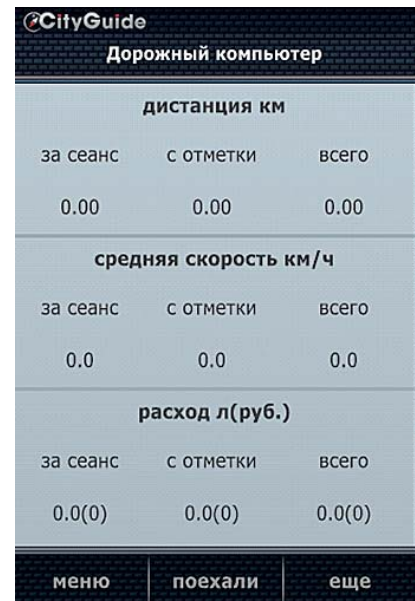 CityGuide
Дорожный компьютер
дистанция км
за сеанс с отметки всего
0.00 0.00 0.00
средняя скорость км/ч
за сеанс с отметки всего
0.0 0.0 0.0
расход л(руб.)
за сеанс с отметки всего
0.0(0) 0.0(0) 0.0(0)
меню поехали еще